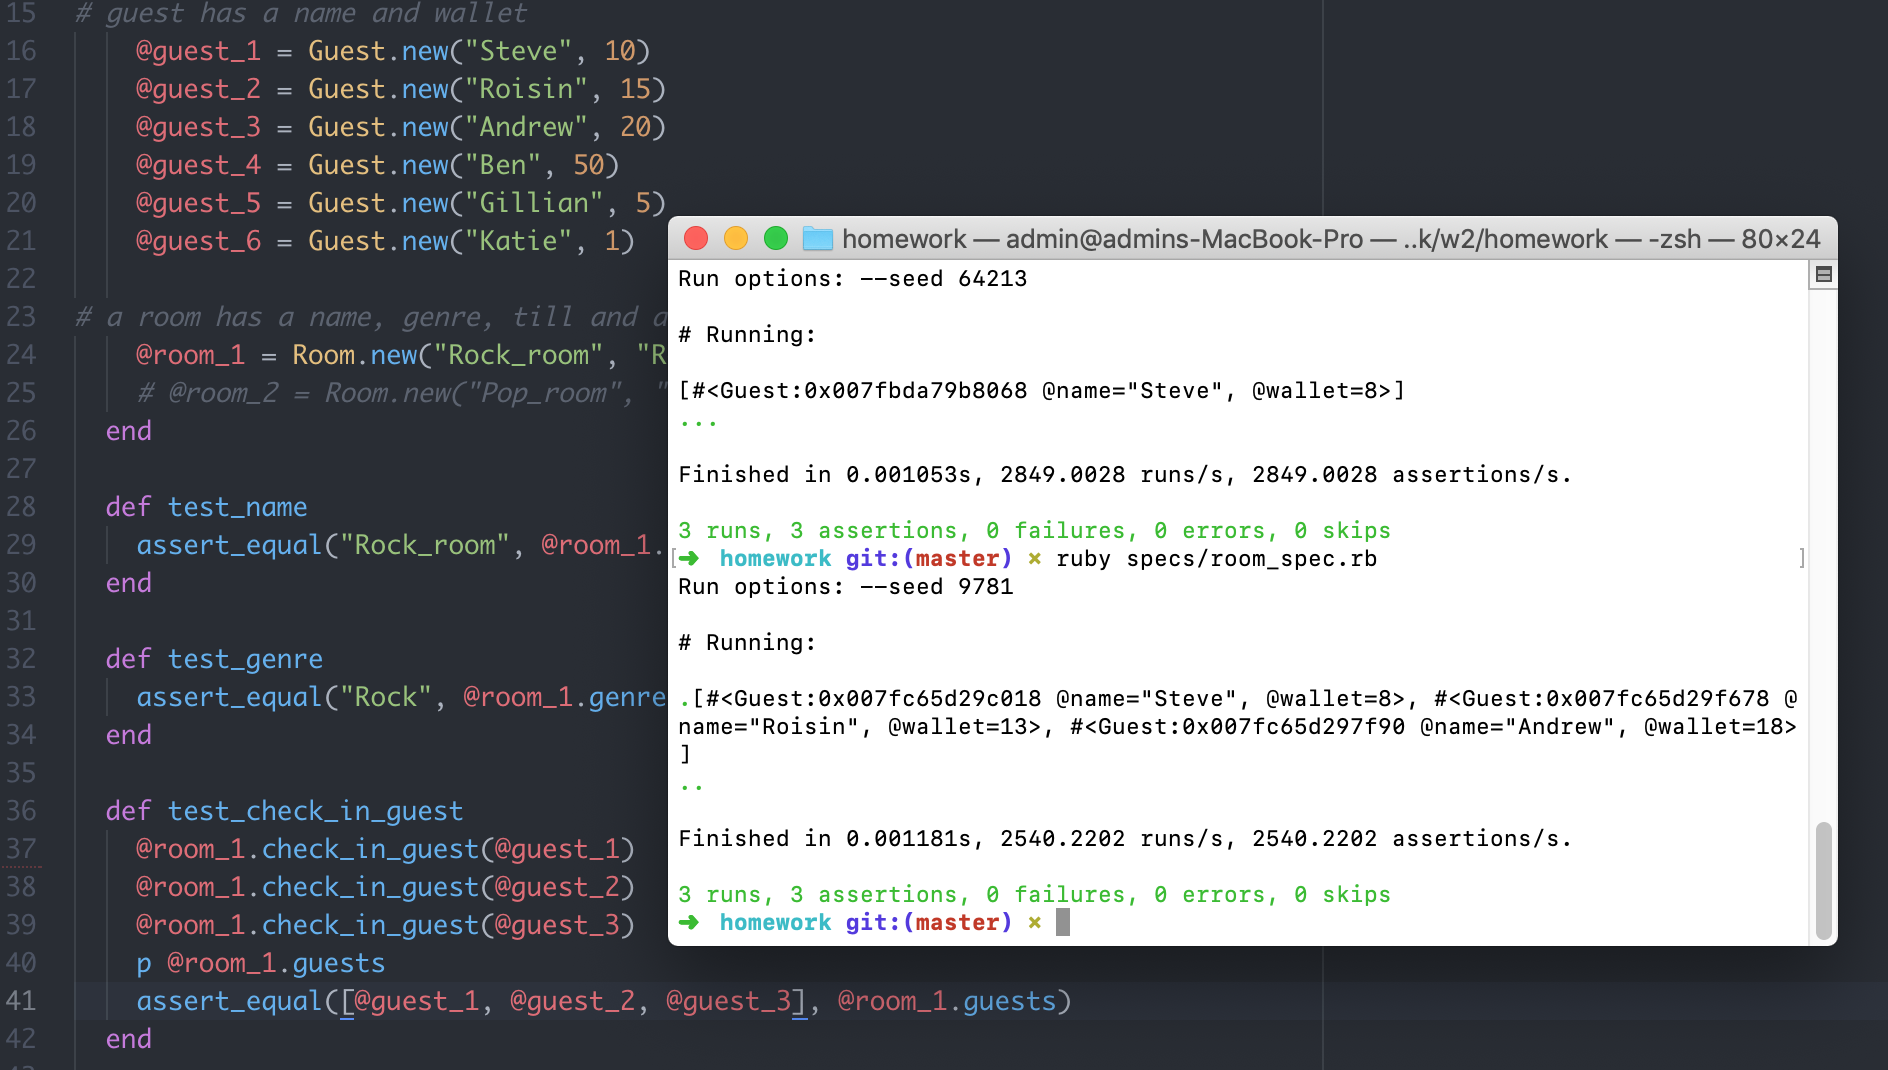 15 # guest has a name and wallet
16 @guest_1 = Guest.new("Steve", 10)
17 @guest_2 = Guest.new("Roisin", 15)
18 @guest_3 = Guest.new("Andrew", 20)
19 @guest_4 = Guest.new("Ben", 50)
20 @guest_5 = Guest.new("Gillian", 5)
21 @guest_6 = Guest.new("Katie", 1)
22
23 # a room has a name, genre, till and a
24 @room_1 = Room.new("Rock_room", "R
25 # @room_2 = Room.new("Pop_room", "
26 end
27
28 def test_name
29 assert_equal("Rock_room", @room_1.
30 end
31
32 def test_genre
33 assert_equal("Rock", @room_1.genre
34 end
35
36 def test_check_in_guest
37 @room_1.check_in_guest(@guest_1)
38 @room_1.check_in_guest(@guest_2)
39 @room_1.check_in_guest(@guest_3)
40 p @room_1.guests
41 assert_equal([@guest_1, @guest_2, @guest_3], @room_1.guests)
42 end
homework — admin@admins-MacBook-Pro — ..k/w2/homework — -zsh — 80×24
Run options: --seed 64213
# Running:
[#<Guest:0x007fbda79b8068 @name="Steve", @wallet=8>]
...
Finished in 0.001053s, 2849.0028 runs/s, 2849.0028 assertions/s.
3 runs, 3 assertions, 0 failures, 0 errors, 0 skips
[➜ homework git:(master) × ruby specs/room_spec.rb ]
Run options: --seed 9781
# Running:
.[#<Guest:0x007fc65d29c018 @name="Steve", @wallet=8>, #<Guest:0x007fc65d29f678 @
name="Roisin", @wallet=13>, #<Guest:0x007fc65d297f90 @name="Andrew", @wallet=18>
]
..
Finished in 0.001181s, 2540.2202 runs/s, 2540.2202 assertions/s.
3 runs, 3 assertions, 0 failures, 0 errors, 0 skips
➜ homework git:(master) ×